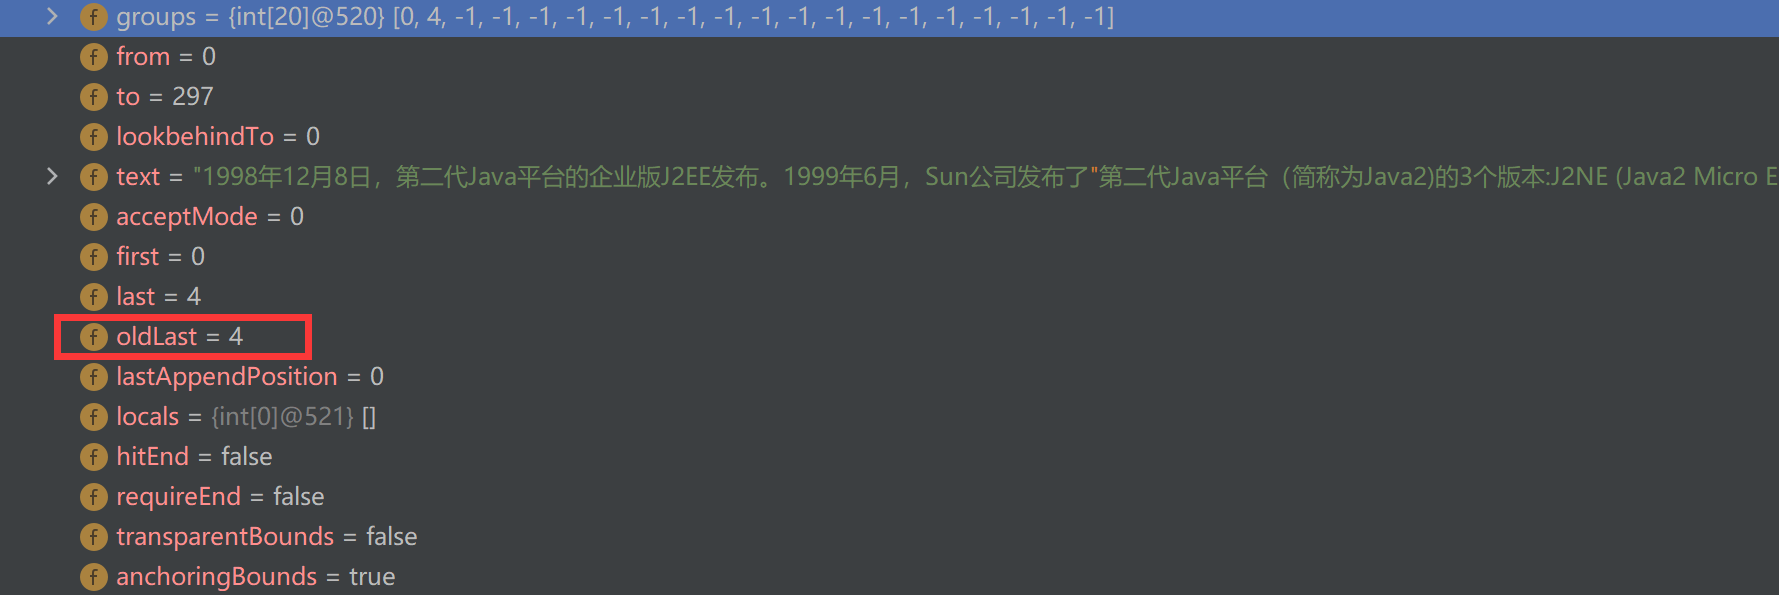 groups = {int[20]@520} [0, 4, -1, -1, -1, -1, -1, -1, -1, -1, -1, -1, -1, -1, -1, -1, -1, -1, -1, -1]
from = 0
to = 297
lookbehindTo = 0
text = "1998年12月8日，第二代Java平台的企业版J2EE发布。1999年6月，Sun公司发布了"第二代Java平台（简称为Java2)的3个版本:J2NE (Java2 Micro E
acceptMode = 0
first = 0
last = 4
oldLast = 4
lastAppendPosition = 0
locals = {int[0]@521} []
hitEnd = false
requireEnd = false
transparentBounds = false
anchoringBounds = true